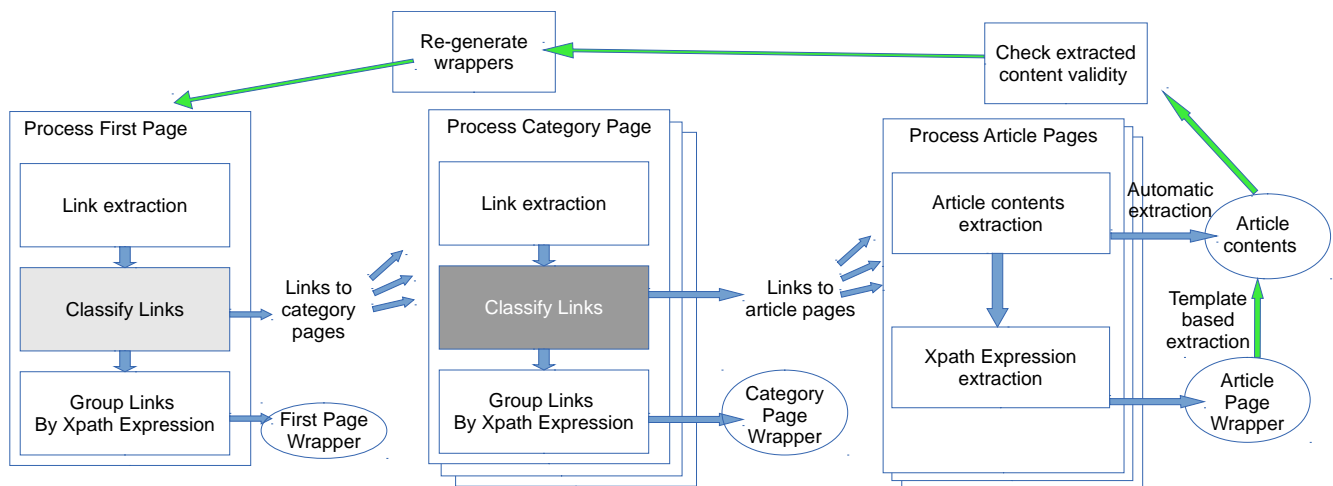 Re-generate
wrappers
Check extracted
content validity
Process First Page
Link extraction
Classify Links
Group Links
By Xpath Expression
Links to
category
pages
First Page
Wrapper
Process Category Page
Link extraction
Classify Links
Group Links
By Xpath Expression
Links to
article pages
Category
Page
Wrapper
Process Article Pages
Article contents
extraction
Xpath Expression
extraction
Automatic
extraction
Article
contents
Template
based
extraction
Article
Page
Wrapper